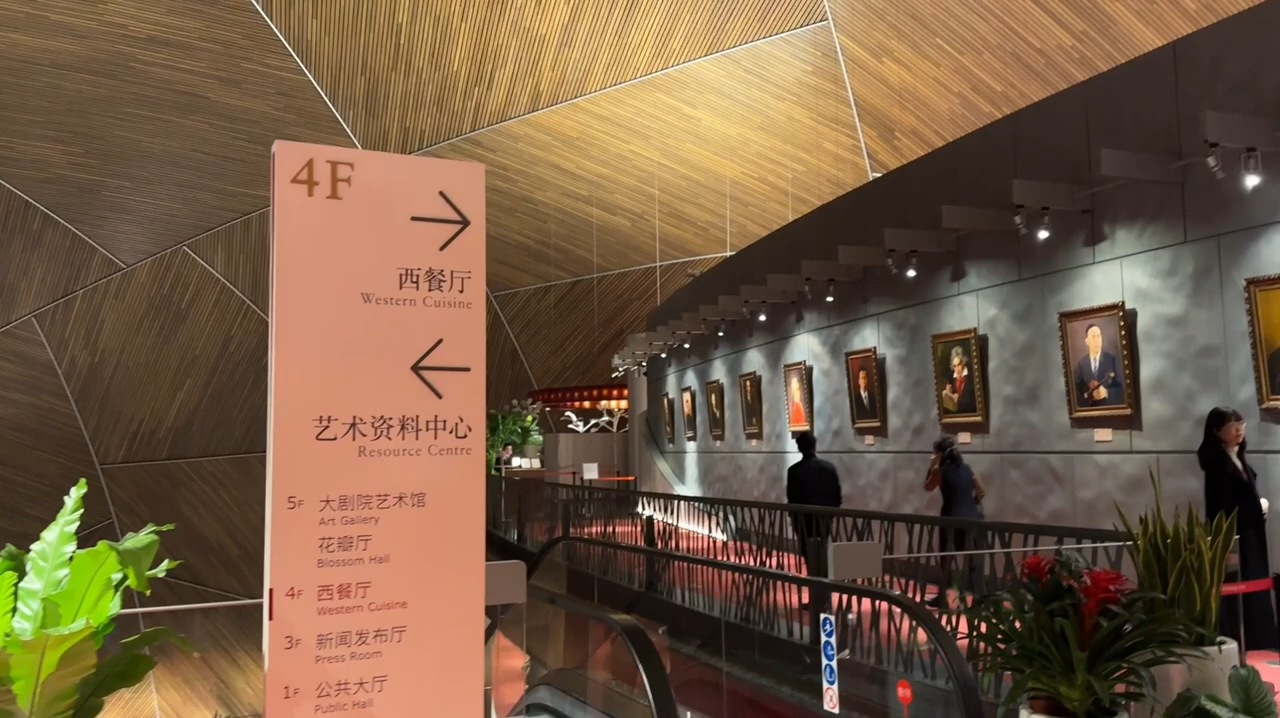 4F
西餐厅
Western Cuisine
艺术资料中心
Resource Centre
5F 大剧院艺术馆
Art Gallery
花瓣厅
Blossom Hall
4F 西餐厅
Western Cuisine
3F 新闻发布厅
Press Room
1F 公共大厅
Public Hall